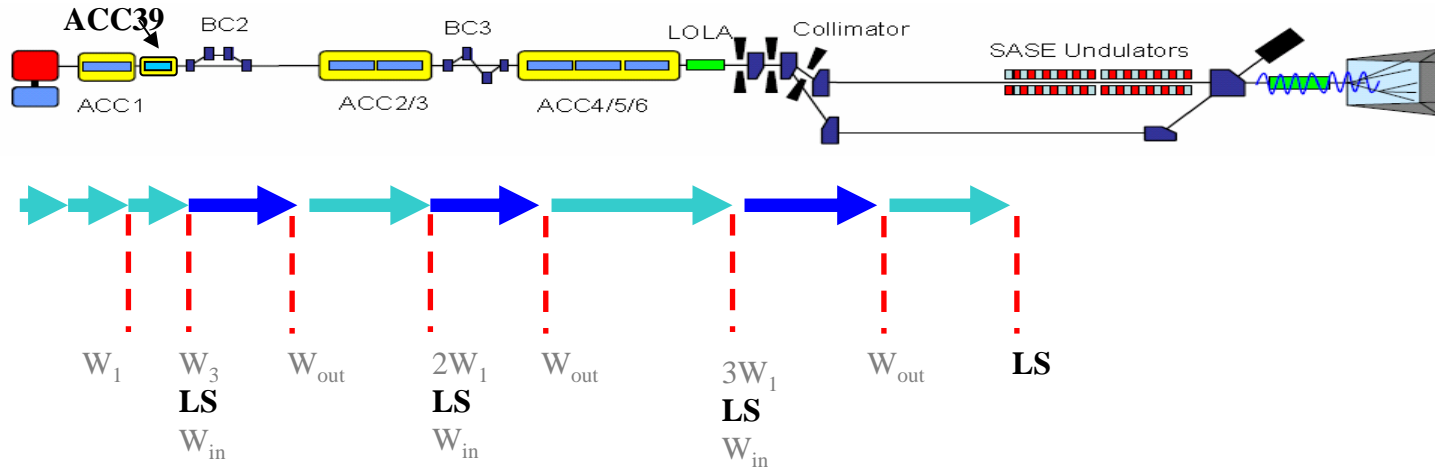 ACC39
BC2
BC3
LOLA
Collimator
SASE Undulators
ACC1
ACC2/3
ACC4/5/6
W1
W3
LS
Win
Wout
2W1
LS
Win
Wout
3W1
LS
Win
Wout
LS